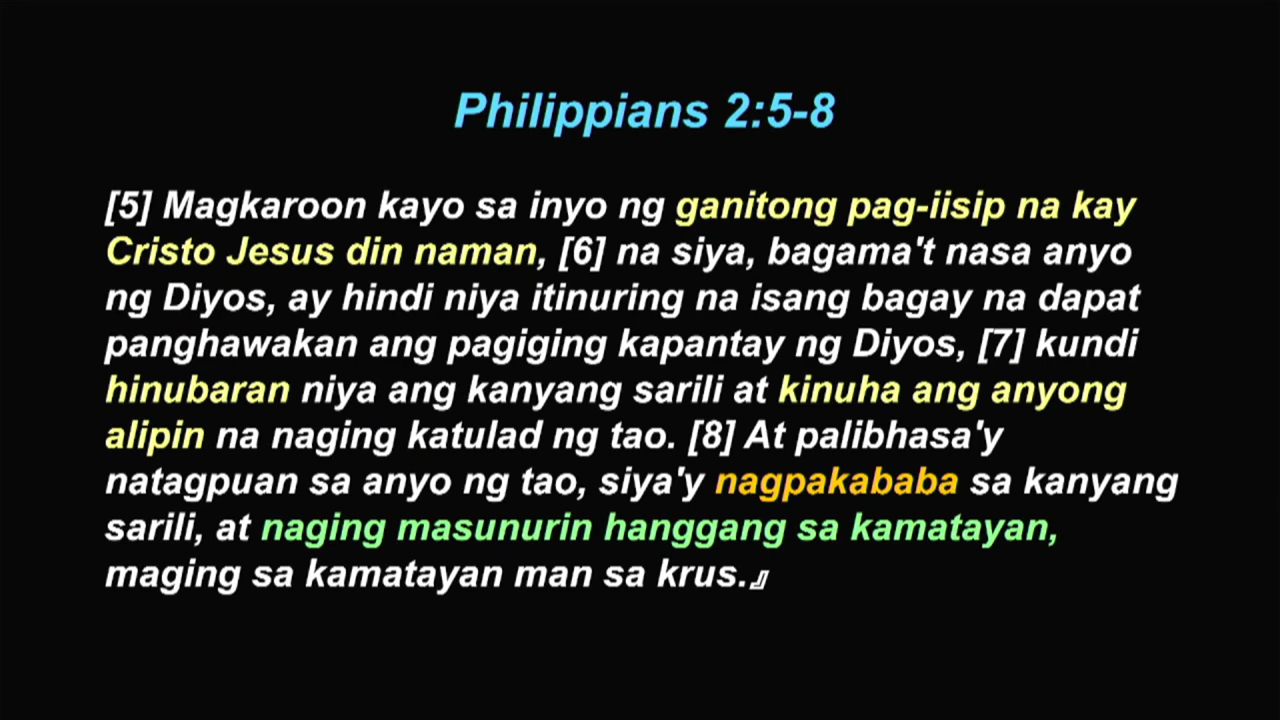 Philippians 2:5-8
[5] Magkaroon kayo sa inyo ng ganitong pag-iisip na kay
Cristo Jesus din naman, [6] na siya, bagama't nasa anyo
ng Diyos, ay hindi niya itinuring na isang bagay na dapat
panghawakan ang pagiging kapantay ng Diyos, [7] kundi
hinubaran niya ang kanyang sarili at kinuha ang anyong
alipin na naging katulad ng tao. [8] At palibhasa'y
natagpuan sa anyo ng tao, siya'y nagpakababa sa kanyang
sarili, at naging masunurin hanggang sa kamatayan,
maging sa kamatayan man sa krus.』